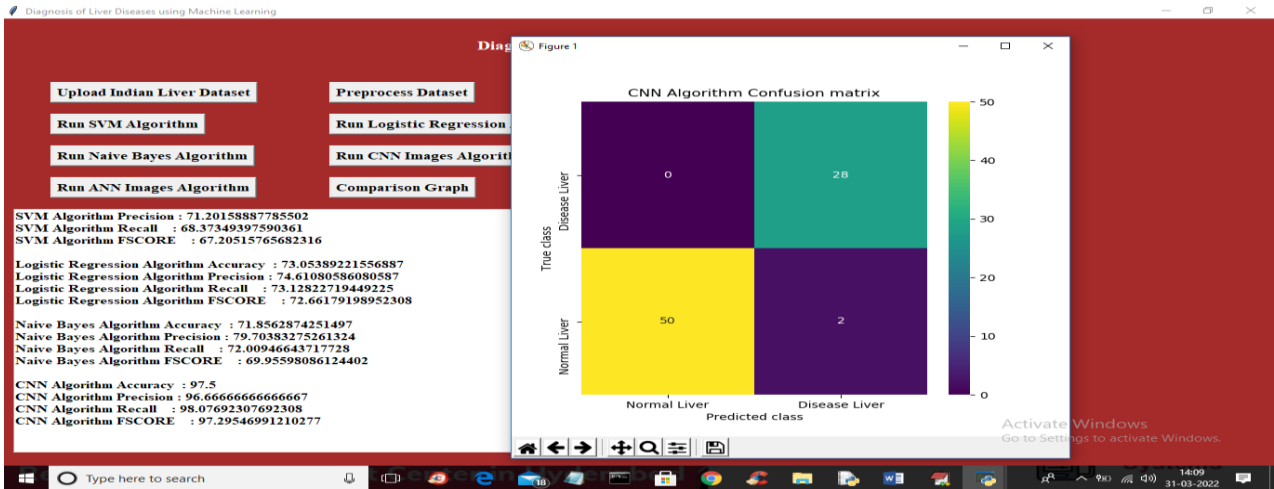 Diagnosis of Liver Diseases using Machine Learning
Diag
Upload Indian Liver Dataset
Preprocess Dataset
Run SVM Algorithm
Run Logistic Regression
Run Naive Bayes Algorithm
Run CNN Images Algorit
Run ANN Images Algorithm
Comparison Graph
SVM Algorithm Precision : 71.20158887785502
SVM Algorithm Recall : 68.37349397590361
SVM Algorithm FSCORE : 67.20515765682316
Logistic Regression Algorithm Accuracy : 73.05389221556887
Logistic Regression Algorithm Precision : 74.61080586080587
Logistic Regression Algorithm Recall : 73.12822719449225
Logistic Regression Algorithm FSCORE : 72.66179198952308
Naive Bayes Algorithm Accuracy : 71.8562874251497
Naive Bayes Algorithm Precision : 79.70383275261324
Naive Bayes Algorithm Recall : 72.00946643717728
Naive Bayes Algorithm FSCORE : 69.95598086124402
CNN Algorithm Accuracy : 97.5
CNN Algorithm Precision : 96.66666666666667
CNN Algorithm Recall : 98.07692307692308
CNN Algorithm FSCORE : 97.29546991210277
Figure 1
CNN Algorithm Confusion matrix
True class
Disease Liver
0
28
Normal Liver
50
2
Normal Liver
Disease Liver
Predicted class
50
40
30
20
10
0
Activate Windows
Go to Settings to activate Windows.
Type here to search
18
14:09
31-03-2022